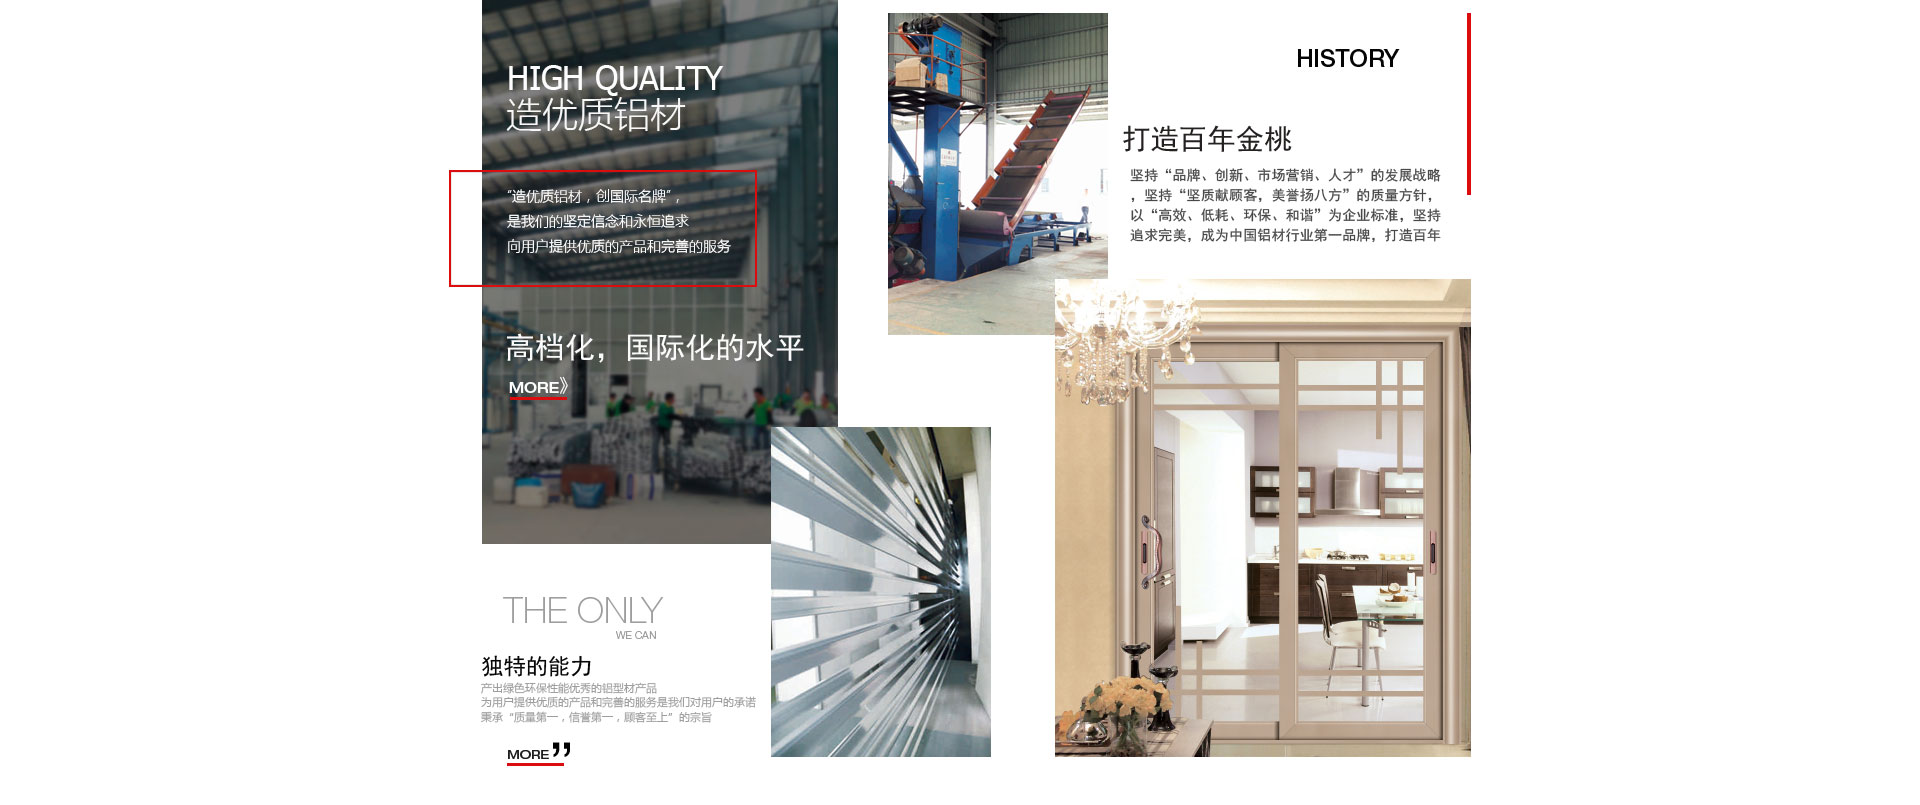 HIGH QUALITY
造优质铝材
“造优质铝材，创国际名牌”，
是我们的坚定信念和永恒追求
向用户提供优质的产品和完善的服务
高档化，国际化的水平
MORE》
THE ONLY
WE CAN
独特的能力
产出绿色环保性能优秀的铝型材产品
为用户提供优质的产品和完善的服务是我们对用户的承诺
秉承“质量第一，信誉第一，顾客至上”的宗旨
MORE ”
HISTORY
打造百年金桃
坚持“品牌、创新、市场营销、人才”的发展战略
，坚持“坚质献顾客，美誉扬八方”的质量方针，
以“高效、低耗、环保、和谐”为企业标准，坚持
追求完美，成为中国铝材行业第一品牌，打造百年